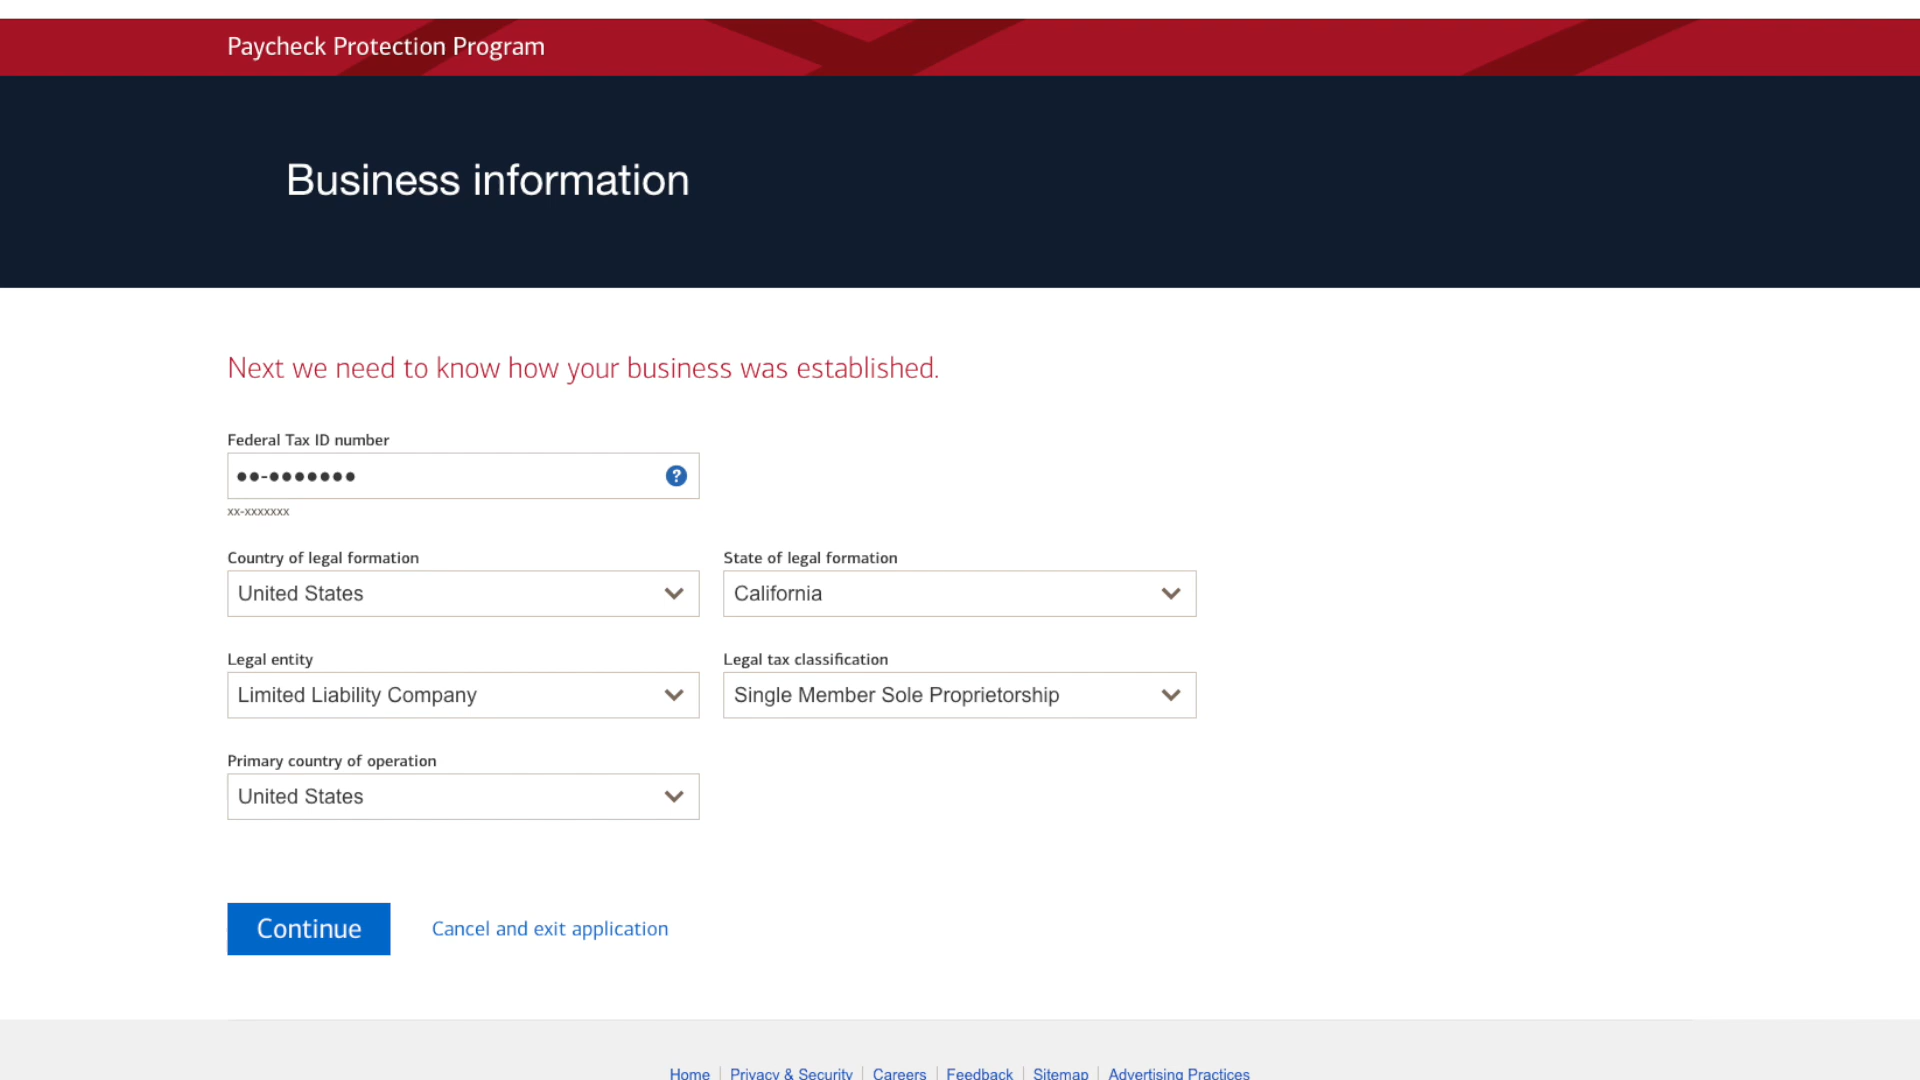 Paycheck Protection Program
Business information
Next we need to know how your business was established.
Federal Tax ID number
••-•••••••
?
xx-xxxxxxx
Country of legal formation
State of legal formation
United States
California
Legal entity
Legal tax classification
Limited Liability Company
Single Member Sole Proprietorship
Primary country of operation
United States
Continue
Cancel and exit application
Home
Privacy & Security
Careers
Feedback
Sitemap
Advertising Practices